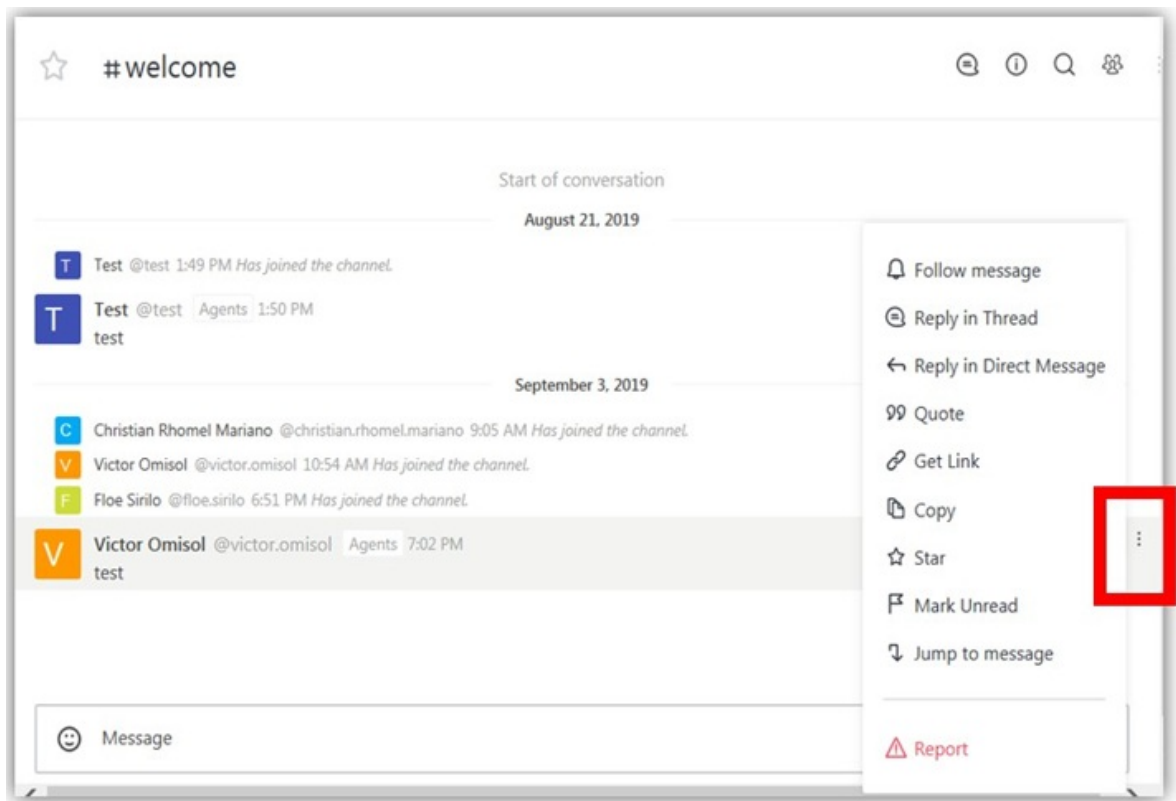 #welcome
Start of conversation
August 21, 2019
T Test @test 1:49 PM Has joined the channel.
T Test @test Agents 1:50 PM
test
September 3, 2019
C Christian Rhomel Mariano @christian.rhomel.mariano 9:05 AM Has joined the channel.
V Victor Omisol @victor.omisol 10:54 AM Has joined the channel.
F Floe Sirilo @floe.sirilo 6:51 PM Has joined the channel.
V Victor Omisol @victor.omisol Agents 7:02 PM
test
Message
Follow message
Reply in Thread
Reply in Direct Message
Quote
Get Link
Copy
Star
Mark Unread
Jump to message
Report